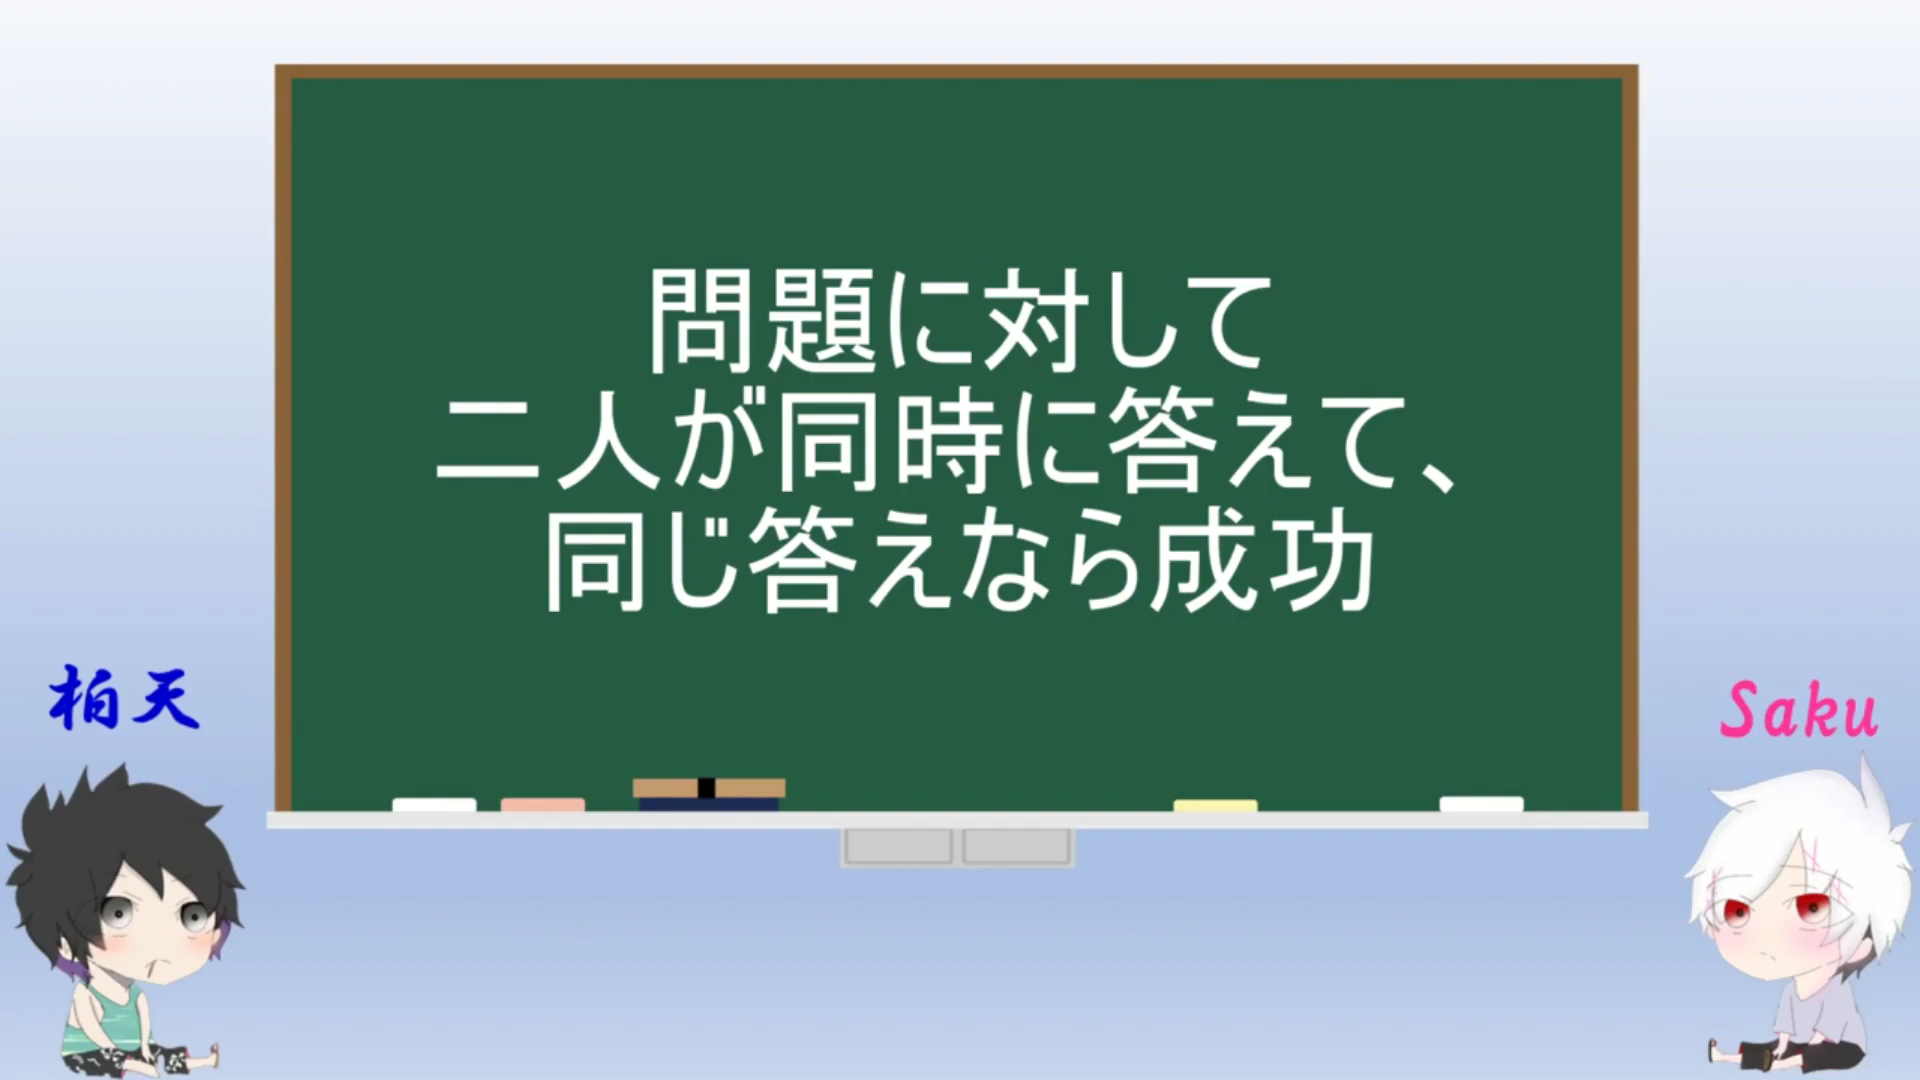 問題に対して
二人が同時に答えて、
同じ答えなら成功
柏天
Saku